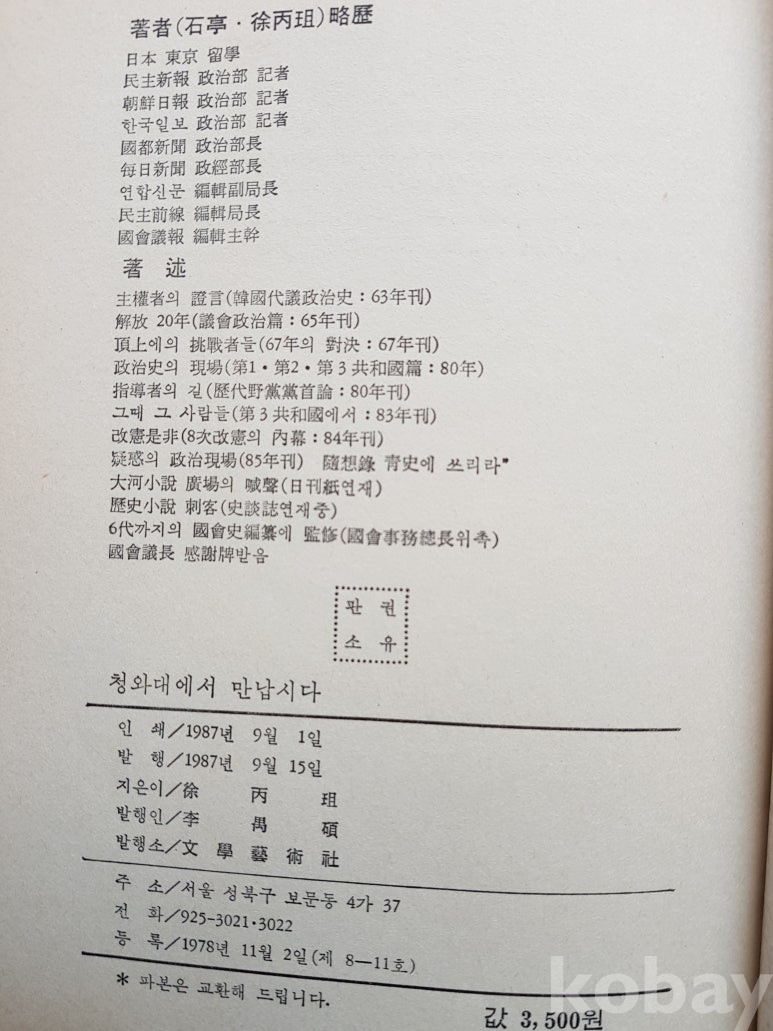 著者(石亭·徐丙珇)略歷
日本 東京 留學
民主新報 政治部 記者
朝鮮日報 政治部 記者
한국일보 政治部 記者
國都新聞 政治部長
每日新聞 政經部長
연합신문 編輯副局長
民主前線 編輯局長
國會議報 編輯主幹
著 述
主權者의 證言(韓國代議政治史:63年刊)
解放 20年(議會政治篇:65年刊)
頂上에의 挑戰者들(67年의 對決:67年刊)
政治史의 現場(第1·第2·第3共和國篇:80年)
指導者의 길(歷代野黨黨首論:80年刊)
그때 그 사람들(第3共和國에서:83年刊)
改憲是非(8次改憲의 內幕:84年刊)
疑惑의 政治現場(85年刊) 隨想錄 靑史에 쓰리라"
大河小說 廣場의 喊聲(日刊紙연재)
歷史小說 刺客(史談誌연재중)
6代까지의 國會史編纂에 監修(國會事務總長위촉)
國會議長 感謝牌받음
판 권
소 유
청와대에서 만납시다
인 쇄/1987년 9월 1일
발 행/1987년 9월 15일
지은이/徐 丙 珇
발행인/李 禺 碩
발행소/文學藝術社
주 소/서울 성북구 보문동 4가 37
전 화/925-3021·3022
등 록/1978년 11월 2일(제 8—11호)
* 파본은 교환해 드립니다.
값 3,500원
kobay